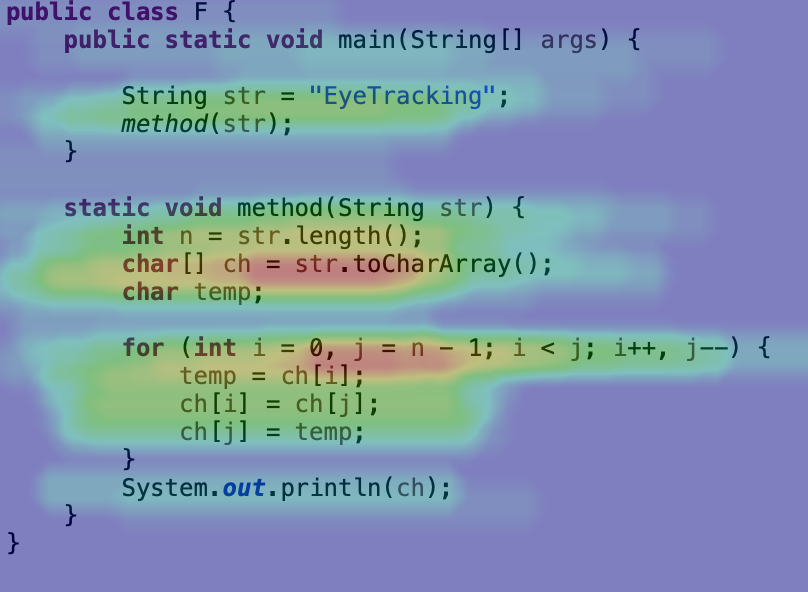 public class F {
public static void main(String[] args) {
String str = "EyeTracking";
method(str);
}
static void method(String str) {
int n = str.length();
char[] ch = str.toCharArray();
char temp;
for (int i = 0, j = n - 1; i < j; i++, j--) {
temp = ch[i];
ch[i] = ch[j];
ch[j] = temp;
}
System.out.println(ch);
}
}